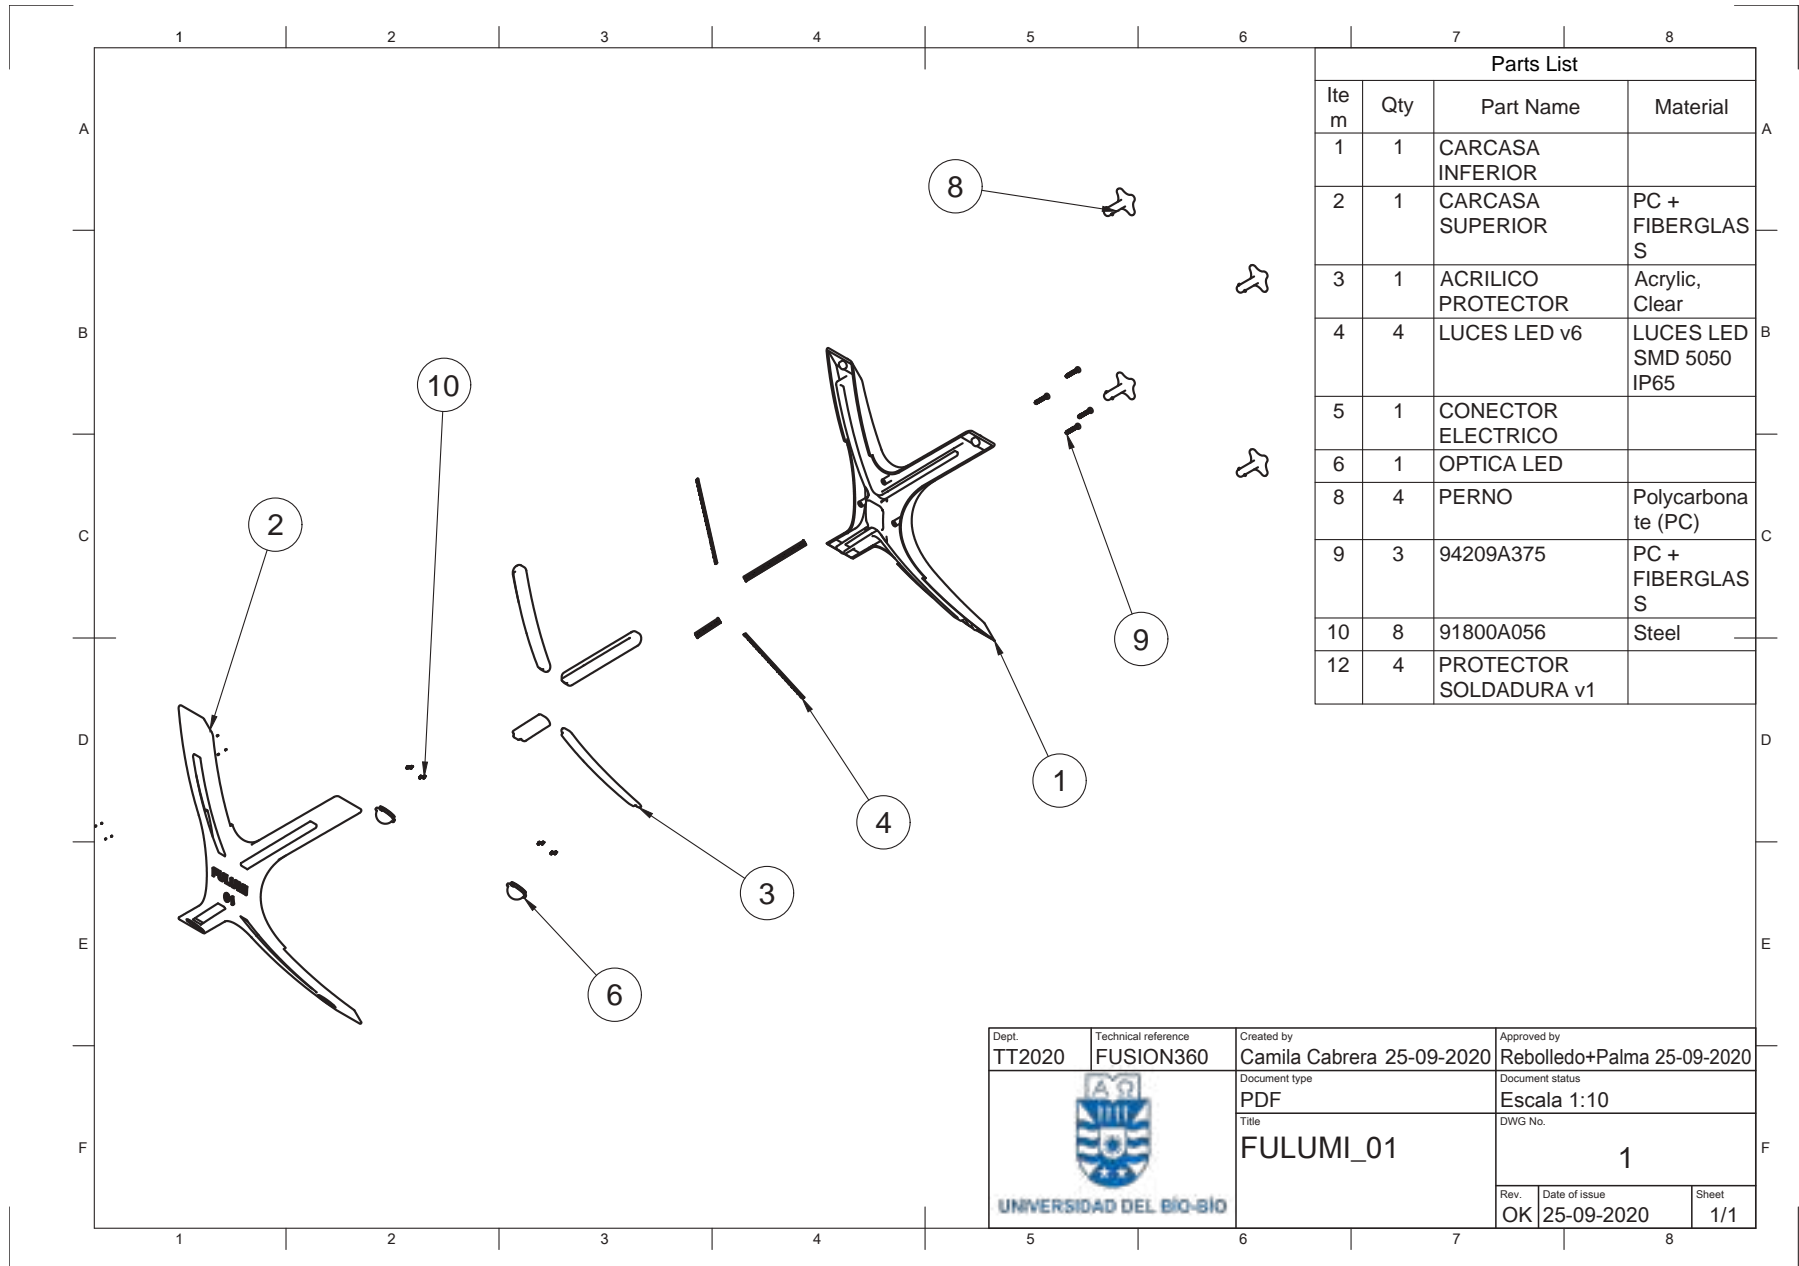 1 2 3 4 5 6 7 8
A
B
C
D
E
F
A
B
C
D
E
F
Parts List
Ite
m Qty Part Name Material
1 1 CARCASA
INFERIOR
2 1 CARCASA PC +
SUPERIOR FIBERGLAS
S
3 1 ACRILICO Acrylic,
PROTECTOR Clear
4 4 LUCES LED v6 LUCES LED
SMD 5050
IP65
5 1 CONECTOR
ELECTRICO
6 1 OPTICA LED
8 4 PERNO Polycarbona
te (PC)
9 3 94209A375 PC +
FIBERGLAS
S
10 8 91800A056 Steel
12 4 PROTECTOR
SOLDADURA v1
8
10
2
9
1
4
3
6
FULUMI
01
Dept. Technical reference Created by Approved by
TT2020 FUSION360 Camila Cabrera 25-09-2020 Rebolledo+Palma 25-09-2020
Document type Document status
PDF Escala 1:10
Title DWG No.
FULUMI_01 1
ΑΩ
UNIVERSIDAD DEL BÍO-BÍO
Rev. Date of issue Sheet
OK 25-09-2020 1/1
1 2 3 4 5 6 7 8